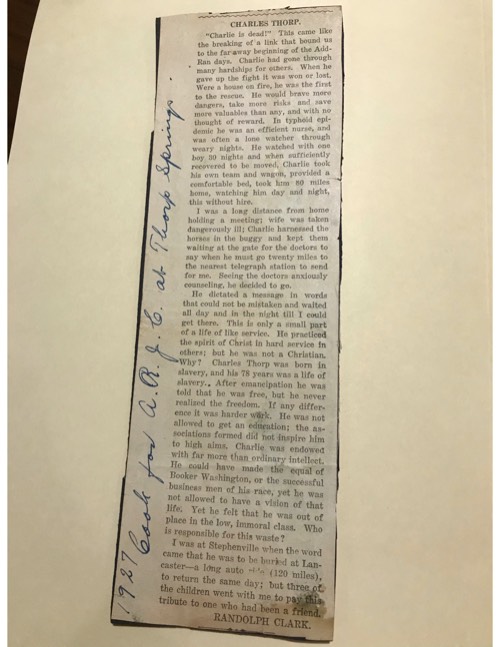 CHARLES THORP.
"Charlie is dead!" This came like
the breaking of a link that bound us
to the far away beginning of the Add-
Ran days. Charlie had gone through
many hardships for others. When he
gave up the fight it was won or lost.
Were a house on fire, he was the first
to the rescue. He would brave more
dangers, take more risks and save
more valuables than any, and with no
thought of reward. In typhoid epi-
demic he was an efficient nurse, and
was often a lone watcher through
weary nights. He watched with one
boy 30 nights and when sufficiently
recovered to be moved, Charlie took
his own team and wagon, provided a
comfortable bed, took him 80 miles
home, watching him day and night,
this without hire.
I was a long distance from home
holding a meeting; wife was taken
dangerously ill; Charlie harnessed the
horses in the buggy and kept them
waiting at the gate for the doctors to
say when he must go twenty miles to
the nearest telegraph station to send
for me. Seeing the doctors anxiously
counseling, he decided to go.
He dictated a message in words
that could not be mistaken and waited
all day and in the night till I could
get there. This is only a small part
of a life of like service. He practiced
the spirit of Christ in hard service in
others; but he was not a Christian.
Why? Charles Thorp was born in
slavery, and his 78 years was a life of
slavery. After emancipation he was
told that he was free, but he never
realized the freedom. If any differ-
ence it was harder work. He was not
allowed to get an education; the as-
sociations formed did not inspire him
to high aims. Charlie was endowed
with far more than ordinary intellect.
He could have made the equal of
Booker Washington, or the successful
business men of his race, yet he was
not allowed to have a vision of that
life. Yet he felt that he was out of
place in the low, immoral class. Who
is responsible for this waste?
I was at Stephenville when the word
came that he was to be buried at Lan-
caster—a long auto (120 miles),
to return the same day; but three of
the children went with me to pay this
tribute to one who had been a friend.
RANDOLPH CLARK.
1927 Cook for A. R. J. C. at Thorp Springs.